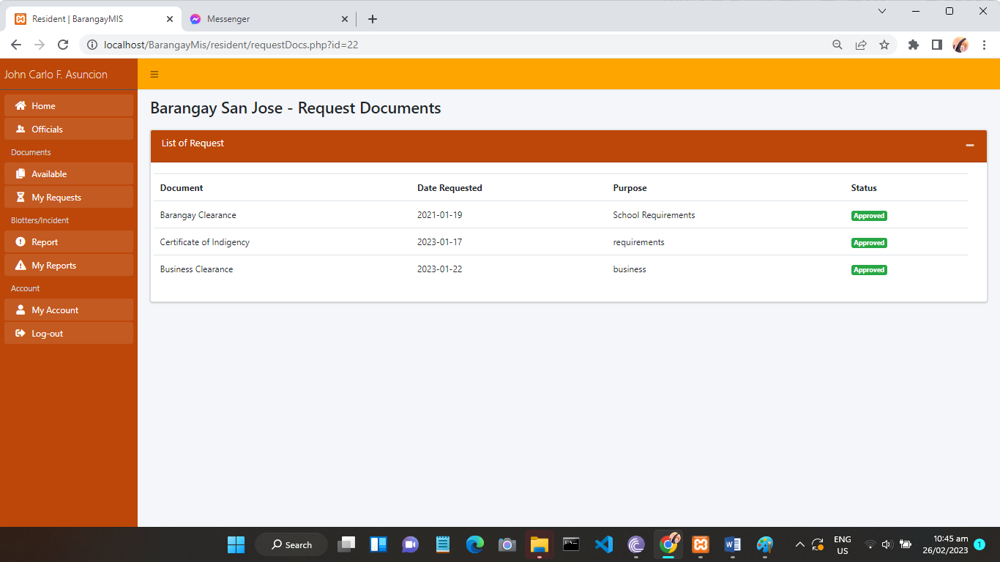 Resident | BarangayMIS
Messenger
localhost/BarangayMis/resident/requestDocs.php?id=22
John Carlo F. Asuncion
Home
Officials
Documents
Available
My Requests
Blotters/Incident
Report
My Reports
Account
My Account
Log-out
Barangay San Jose - Request Documents
List of Request
Document Date Requested Purpose Status
Barangay Clearance 2021-01-19 School Requirements Approved
Certificate of Indigency 2023-01-17 requirements Approved
Business Clearance 2023-01-22 business Approved
Search
ENG
US
10:45 am
26/02/2023
1